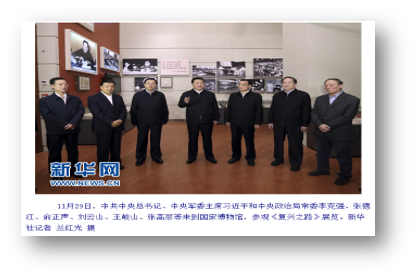 新华网
WWW.NEWS.CN
11月29日，中共中央总书记、中央军委主席习近平和中央政治局常委李克强、张德
江、俞正声、刘云山、王岐山、张高丽等来到国家博物馆，参观《复兴之路》展览。新华
社记者 兰红光 摄